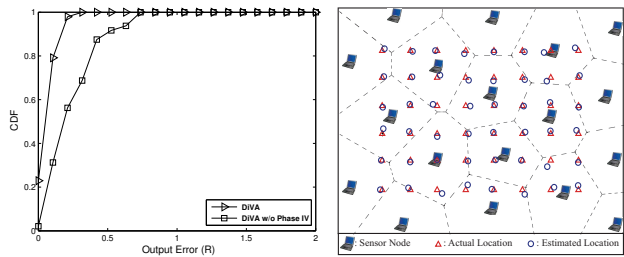 1
0.8
0.6
0.4
0.2
0
CDF
0 0.5 1 1.5 2
Output Error (R)
DiVA
DiVA w/o Phase IV
: Sensor Node : Actual Location : Estimated Location